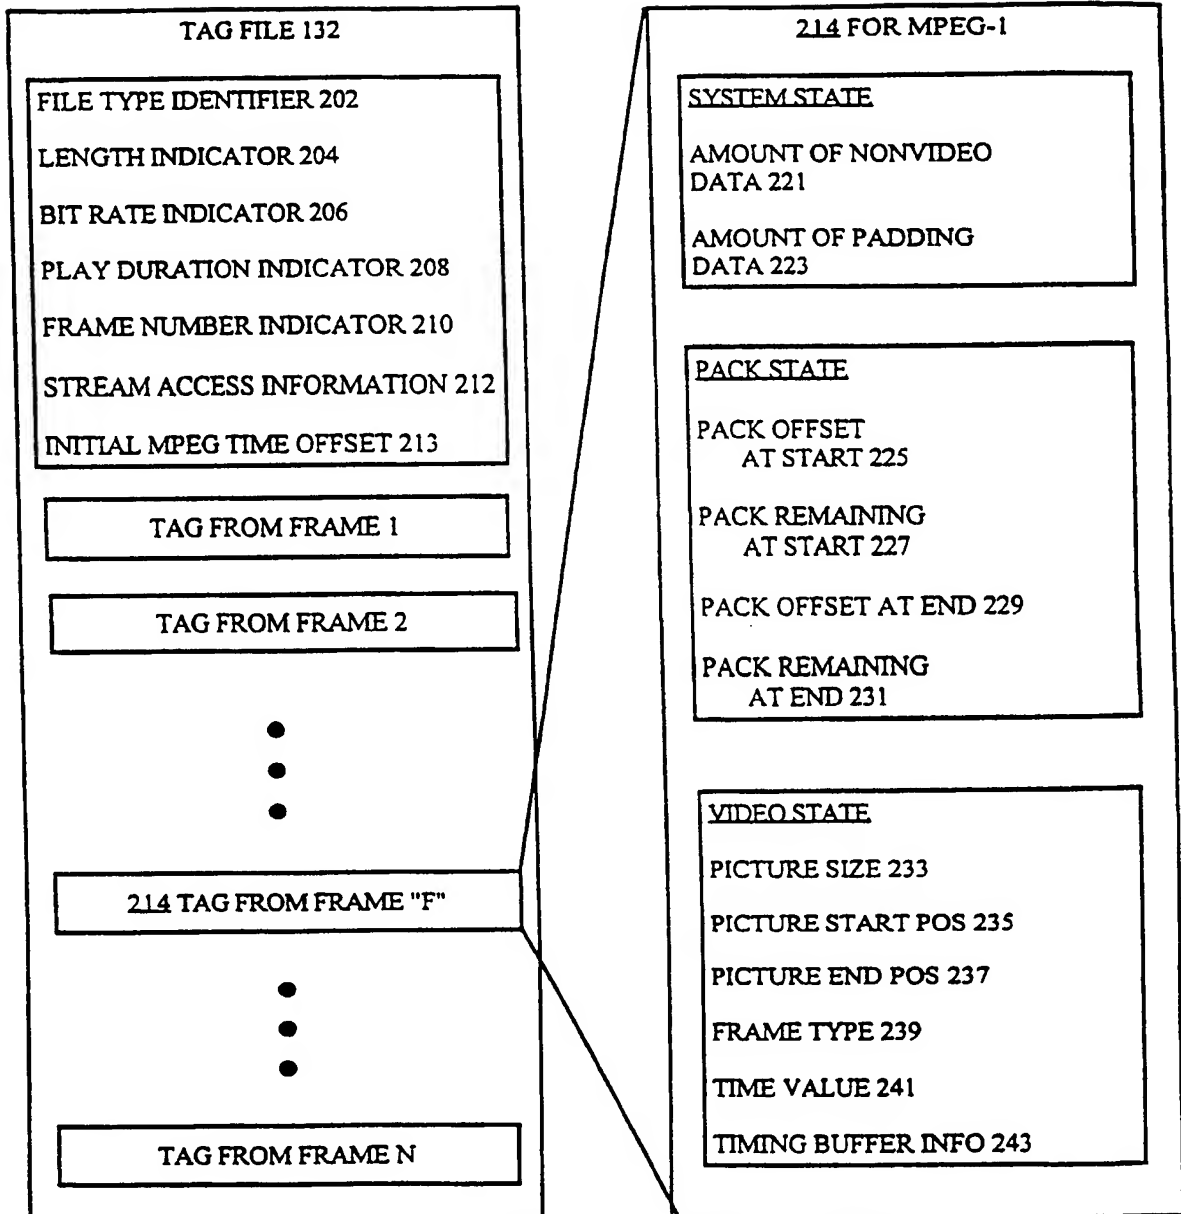 TAG FILE 132
FILE TYPE IDENTIFIER 202
LENGTH INDICATOR 204
BIT RATE INDICATOR 206
PLAY DURATION INDICATOR 208
FRAME NUMBER INDICATOR 210
STREAM ACCESS INFORMATION 212
INITIAL MPEG TIME OFFSET 213
TAG FROM FRAME 1
TAG FROM FRAME 2
214 TAG FROM FRAME "F"
TAG FROM FRAME N
214 FOR MPEG-1
SYSTEM STATE
AMOUNT OF NONVIDEO
DATA 221
AMOUNT OF PADDING
DATA 223
PACK STATE
PACK OFFSET
AT START 225
PACK REMAINING
AT START 227
PACK OFFSET AT END 229
PACK REMAINING
AT END 231
VIDEO STATE
PICTURE SIZE 233
PICTURE START POS 235
PICTURE END POS 237
FRAME TYPE 239
TIME VALUE 241
TIMING BUFFER INFO 243